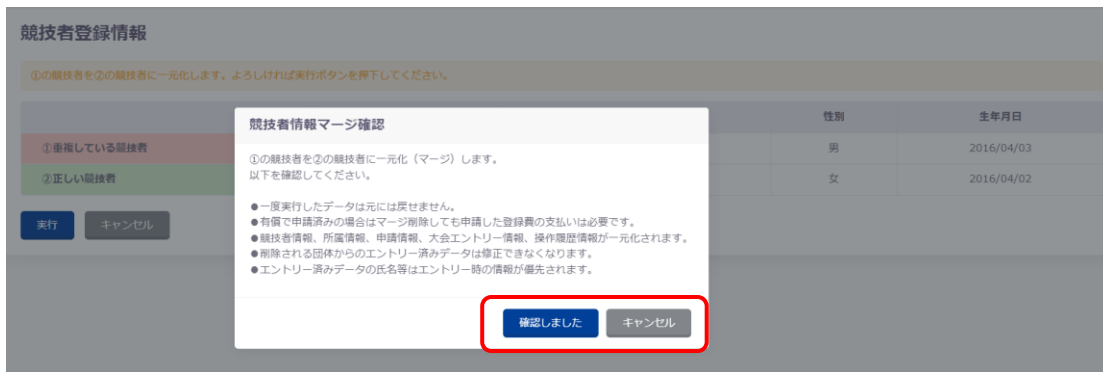 競技者登録情報
①の競技者を②の競技者に一元化します。よろしければ実行ボタンを押下してください。
性別 生年月日
①重複している競技者 男 2016/04/03
②正しい競技者 女 2016/04/02
実行 キャンセル
競技者情報マージ確認
①の競技者を②の競技者に一元化（マージ）します。
以下を確認してください。
●一度実行したデータは元には戻せません。
●有償で申請済みの場合はマージ削除しても申請した登録費の支払いは必要です。
●競技者情報、所属情報、申請情報、大会エントリー情報、操作履歴情報が一元化されます。
●削除される団体からのエントリー済みデータは修正できなくなります。
●エントリー済みデータの氏名等はエントリー時の情報が優先されます。
確認しました キャンセル